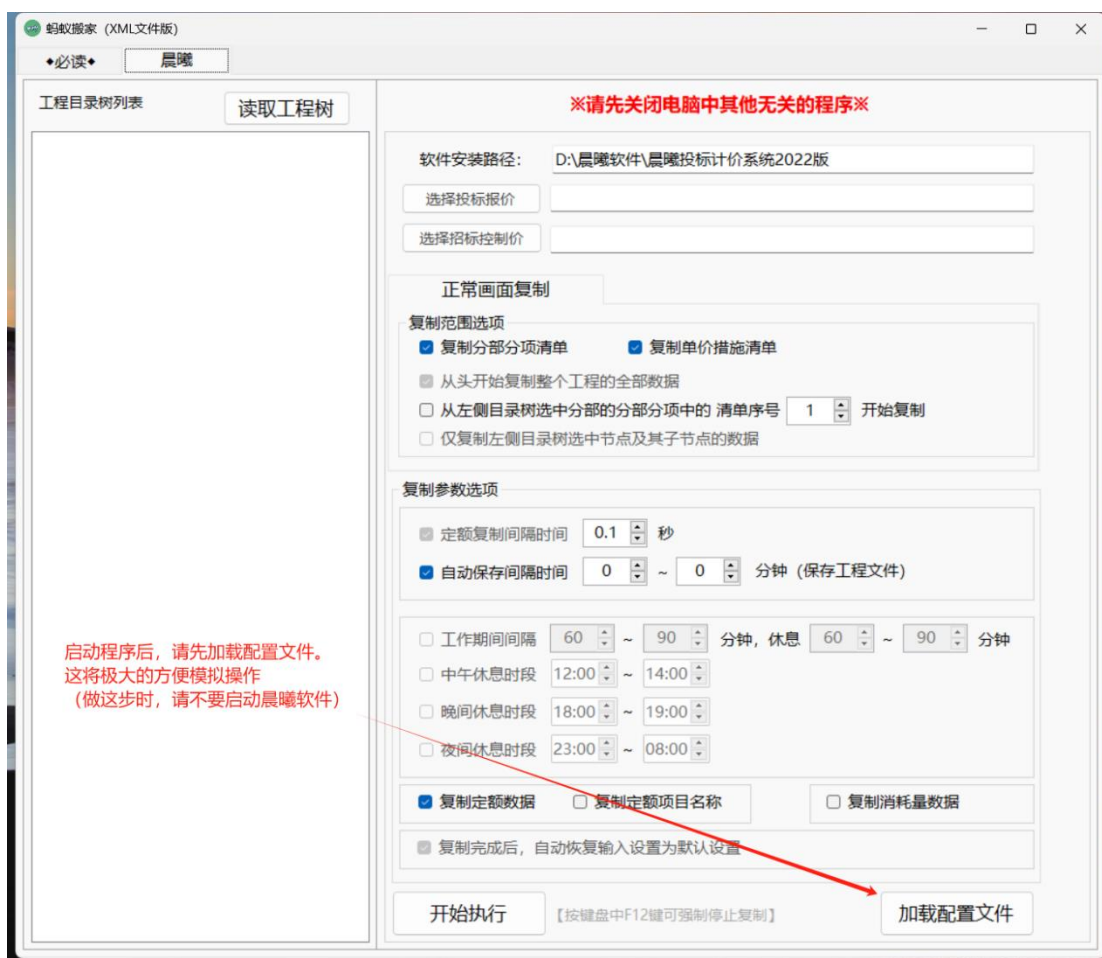 蚂蚁搬家（XML文件版）
◆必读◆ 晨曦
工程目录树列表 读取工程树
※请先关闭电脑中其他无关的程序※
软件安装路径： D:\晨曦软件\晨曦投标计价系统2022版
选择投标报价
选择招标控制价
正常画面复制
复制范围选项
复制分部分项清单 复制单价措施清单
从头开始复制整个工程的全部数据
从左侧目录树选中分部的分部分项中的 清单序号 1 开始复制
仅复制左侧目录树选中节点及其子节点的数据
复制参数选项
定额复制间隔时间 0.1 秒
自动保存间隔时间 0 ~ 0 分钟（保存工程文件）
工作期间间隔 60 ~ 90 分钟，休息 60 ~ 90 分钟
中午休息时段 12:00 ~ 14:00
晚间休息时段 18:00 ~ 19:00
夜间休息时段 23:00 ~ 08:00
启动程序后，请先加载配置文件。
这将极大的方便模拟操作
（做这步时，请不要启动晨曦软件）
复制定额数据 复制定额项目名称 复制消耗量数据
复制完成后，自动恢复输入设置为默认设置
开始执行 【按键盘中F12键可强制停止复制】 加载配置文件